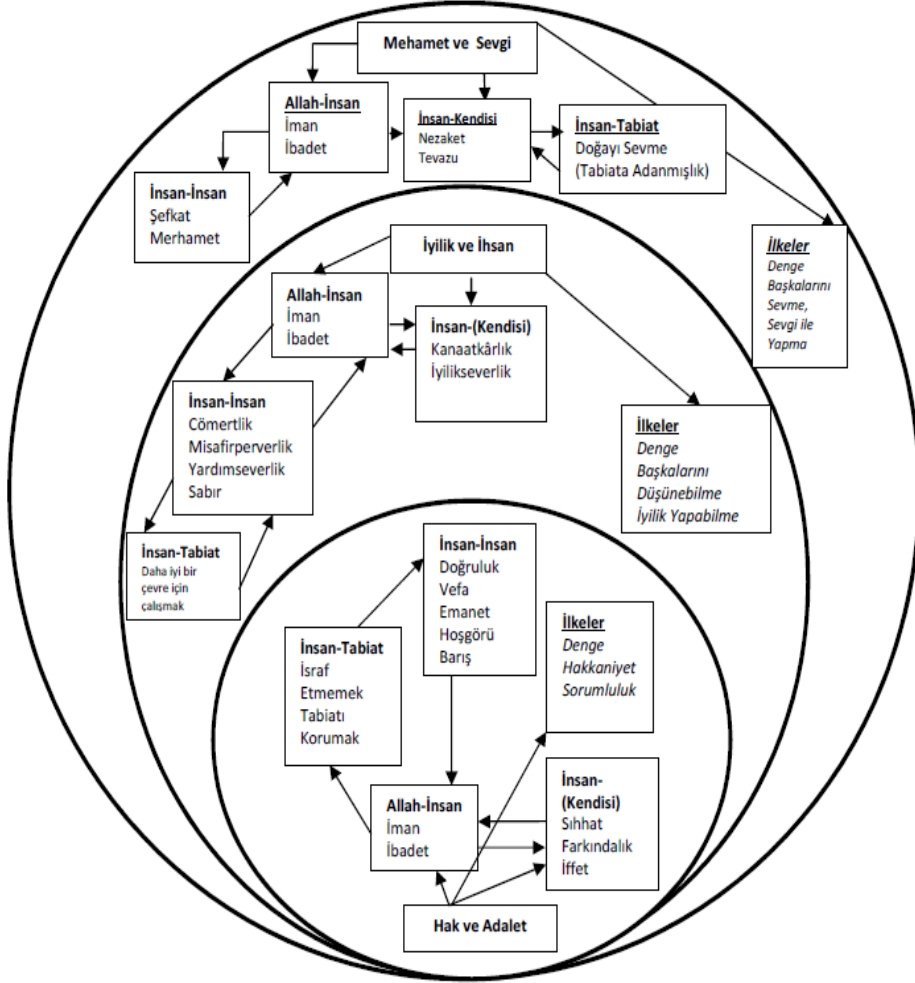 Mehamet ve Sevgi
Allah-İnsan
İman
İbadet
İnsan-Kendisi
Nezaket
Tevazu
İnsan-Tabiat
Doğayı Sevme
(Tabiata Adanmışlık)
İnsan-İnsan
Şefkat
Merhamet
İlkeler
Denge
Başkalarını
Sevme,
Sevgi ile
Yapma
İyilik ve İhsan
Allah-İnsan
İman
İbadet
İnsan-(Kendisi)
Kanaatkârlık
İyilikseverlik
İnsan-İnsan
Cömertlik
Misafirperverlik
Yardımseverlik
Sabır
İlkeler
Denge
Başkalarını
Düşünebilme
İyilik Yapabilme
İnsan-Tabiat
Daha iyi bir
çevre için
çalışmak
İnsan-İnsan
Doğruluk
Vefa
Emanet
Hoşgörü
Barış
İlkeler
Denge
Hakkaniyet
Sorumluluk
İnsan-Tabiat
İsraf
Etmemek
Tabiatı
Korumak
Allah-İnsan
İman
İbadet
İnsan-
(Kendisi)
Sıhhat
Farkındalık
İffet
Hak ve Adalet